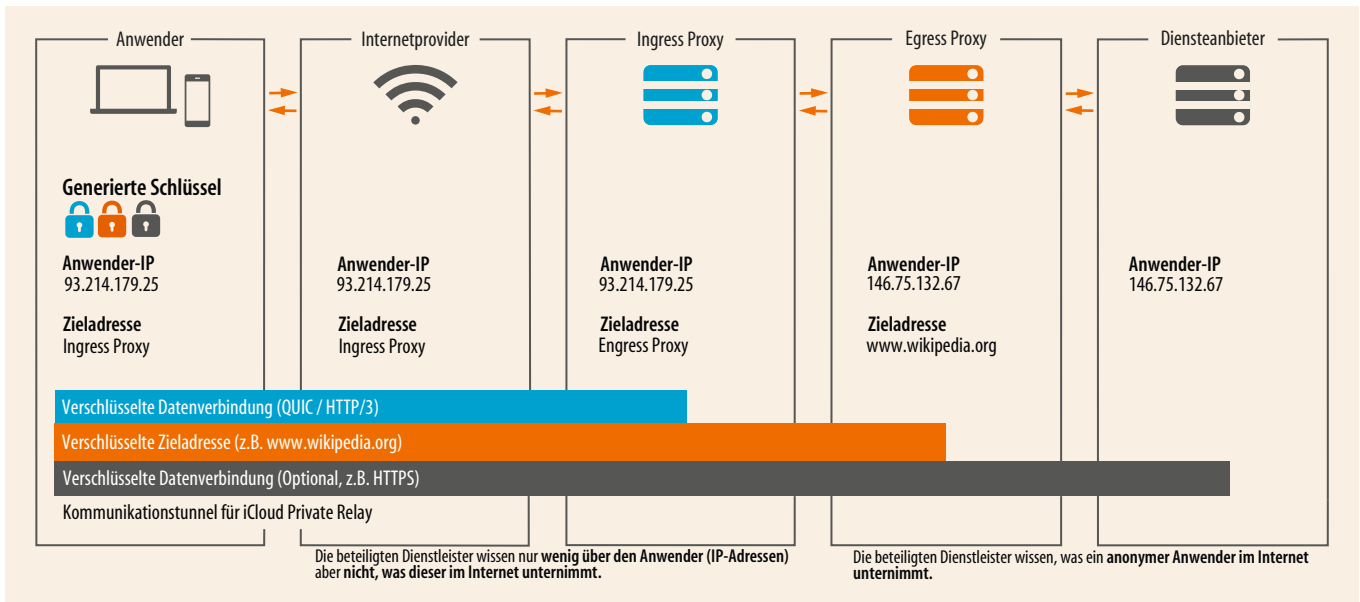 Anwender
Internetprovider
Ingress Proxy
Egress Proxy
Diensteanbieter
Generierte Schlüssel
Anwender-IP
93.214.179.25
Zieladresse
Ingress Proxy
Anwender-IP
93.214.179.25
Zieladresse
Ingress Proxy
Anwender-IP
93.214.179.25
Zieladresse
Engress Proxy
Anwender-IP
146.75.132.67
Zieladresse
www.wikipedia.org
Anwender-IP
146.75.132.67
Verschlüsselte Datenverbindung (QUIC / HTTP/3)
Verschlüsselte Zieladresse (z.B. www.wikipedia.org)
Verschlüsselte Datenverbindung (Optional, z.B. HTTPS)
Kommunikationstunnel für iCloud Private Relay
Die beteiligten Dienstleister wissen nur wenig über den Anwender (IP-Adressen)
aber nicht, was dieser im Internet unternimmt.
Die beteiligten Dienstleister wissen, was ein anonymer Anwender im Internet
unternimmt.